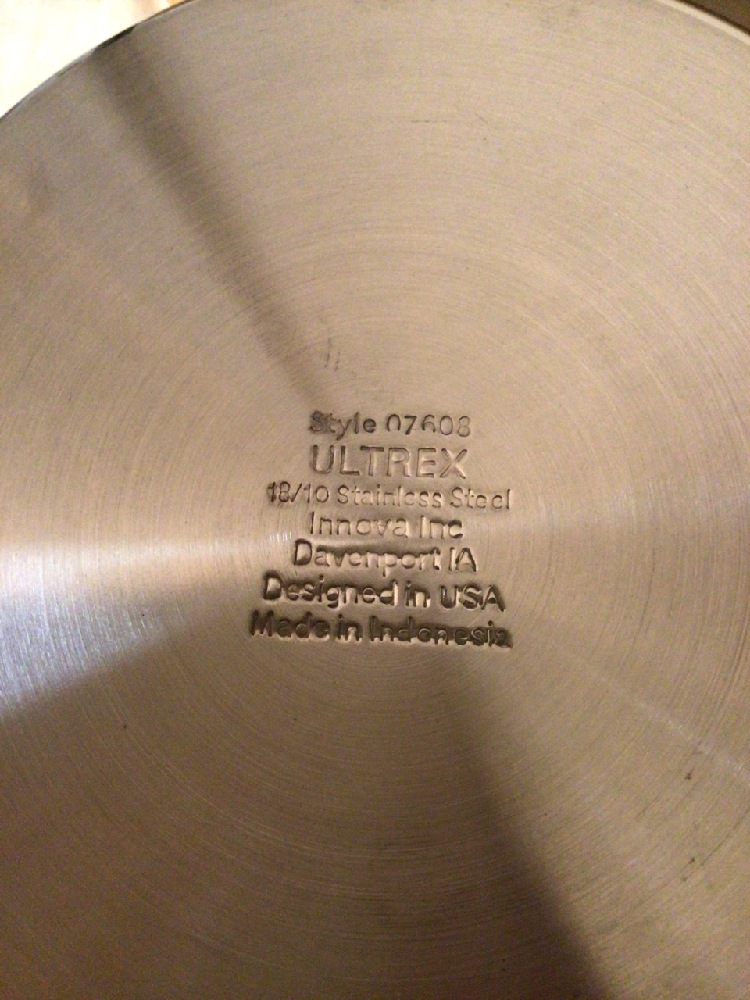 Style 07608
ULTREX
18/10 Stainless Steel
Innova Inc
Davenport IA
Designed in USA
Made in Indonesia